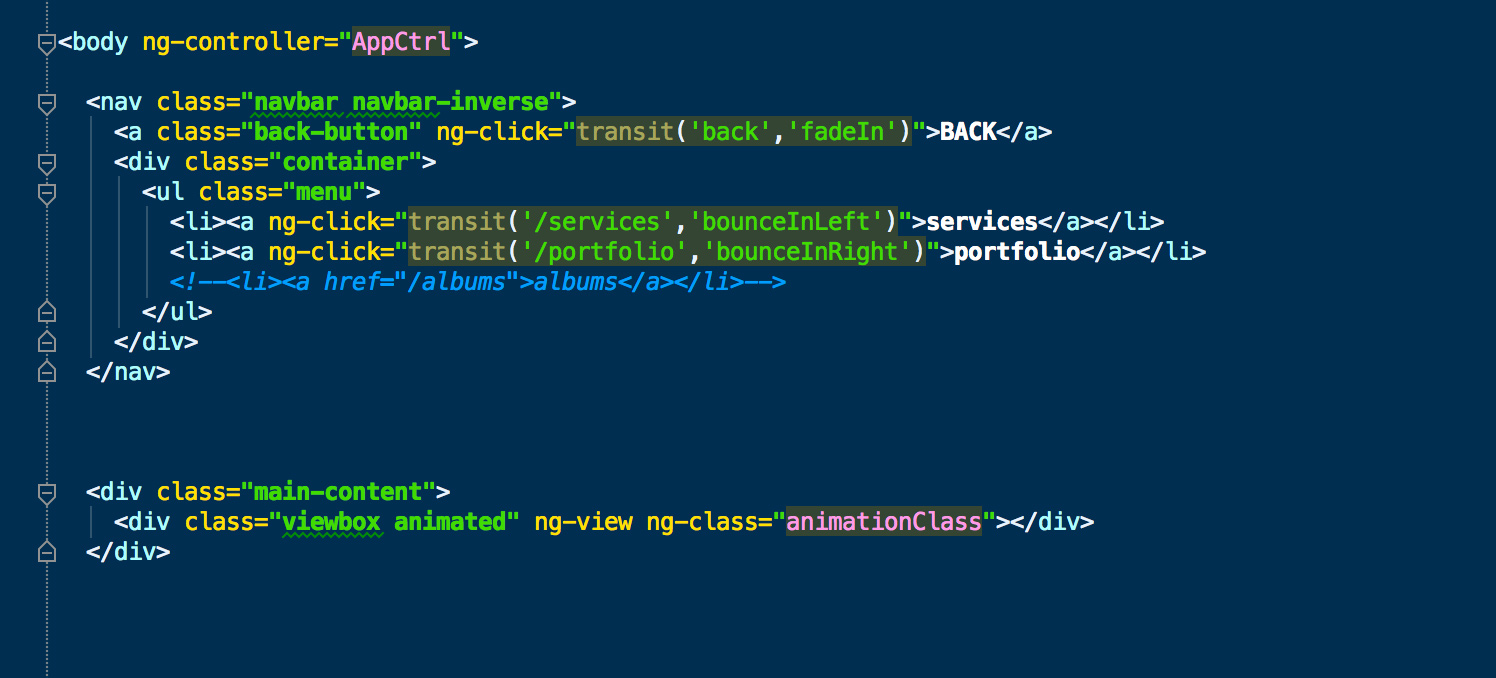 <body ng-controller="AppCtrl">
<nav class="navbar navbar-inverse">
<a class="back-button" ng-click="transit('back','fadeIn')">BACK</a>
<div class="container">
<ul class="menu">
<li><a ng-click="transit('/services','bounceInLeft')">services</a></li>
<li><a ng-click="transit('/portfolio','bounceInRight')">portfolio</a></li>
<!--<li><a href="/albums">albums</a></li>-->
</ul>
</div>
</nav>
<div class="main-content">
<div class="viewbox animated" ng-view ng-class="animationClass"></div>
</div>